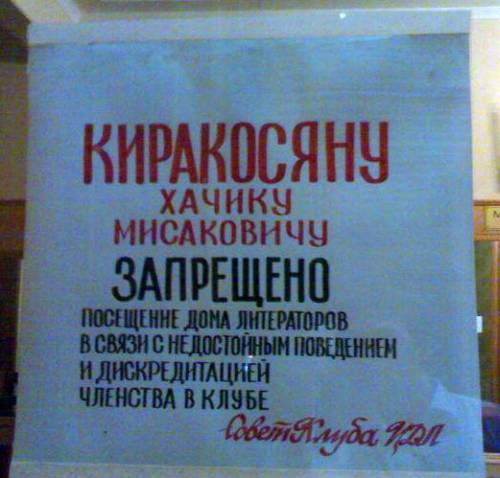 КИРАКОСЯНУ
ХАЧИКУ
МИСАКОВИЧУ
ЗАПРЕЩЕНО
ПОСЕЩЕНИЕ ДОМА ЛИТЕРАТОРОВ
В СВЯЗИ С НЕДОСТОЙНЫМ ПОВЕДЕНИЕМ
И ДИСКРЕДИТАЦИЕЙ
ЧЛЕНСТВА В КЛУБЕ
Совет Клуба ЦДЛ